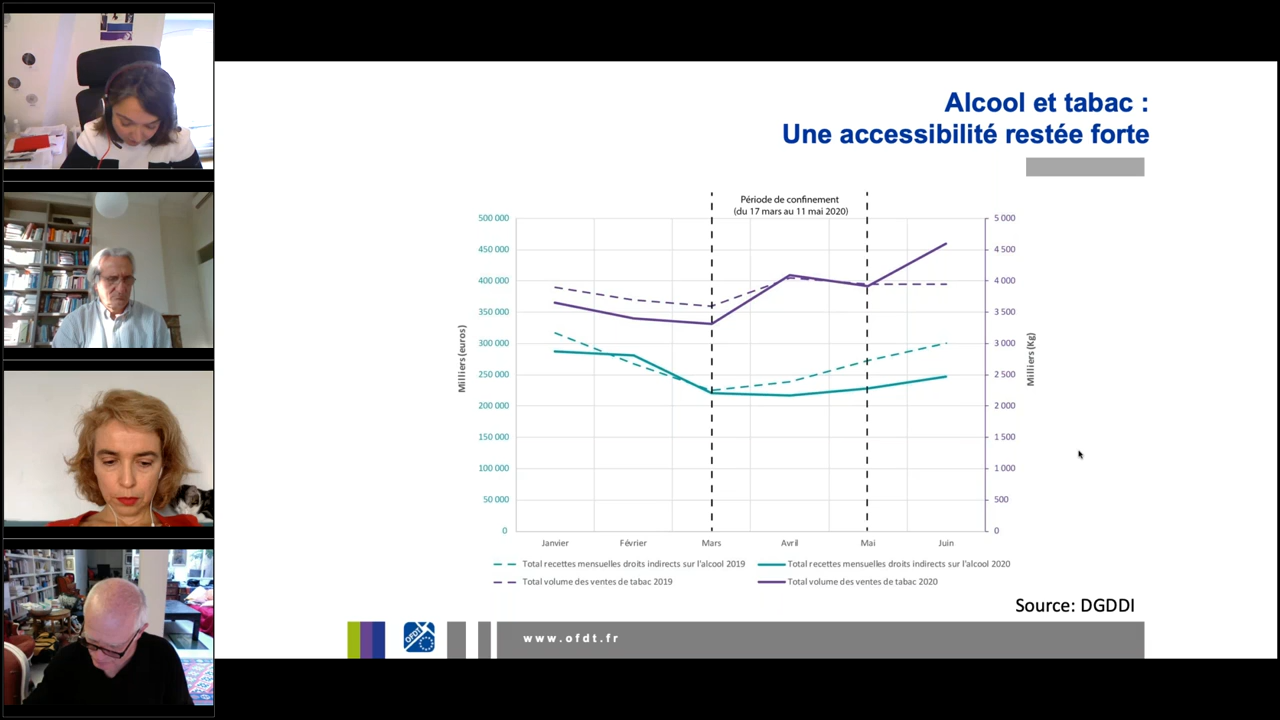 Alcool et tabac :
Une accessibilité restée forte
Période de confinement
(du 17 mars au 11 mai 2020)
500 000
450 000
400 000
350 000
300 000
250 000
200 000
150 000
100 000
50 000
0
Milliers (euros)
5 000
4 500
4 000
3 500
3 000
2 500
2 000
1 500
1 000
500
0
Milliers (Kg)
Janvier Février Mars Avril Mai Juin
Total recettes mensuelles droits indirects sur l'alcool 2019 Total recettes mensuelles droits indirects sur l'alcool 2020
Total volume des ventes de tabac 2019 Total volume des ventes de tabac 2020
Source: DGDDI
OFDT
www.ofdt.fr